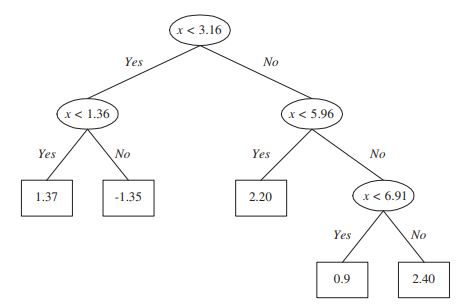 x < 3.16
Yes No
x < 1.36 x < 5.96
Yes No Yes No
1.37 -1.35 2.20 x < 6.91
Yes No
0.9 2.40